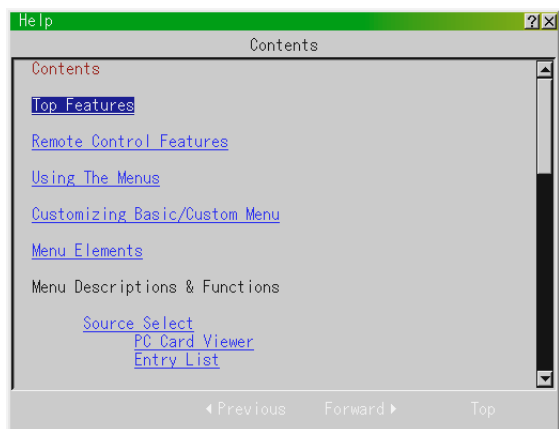 Help
Contents
Contents
Top Features
Remote Control Features
Using The Menus
Customizing Basic/Custom Menu
Menu Elements
Menu Descriptions & Functions
Source Select
PC Card Viewer
Entry List
Previous Forward Top